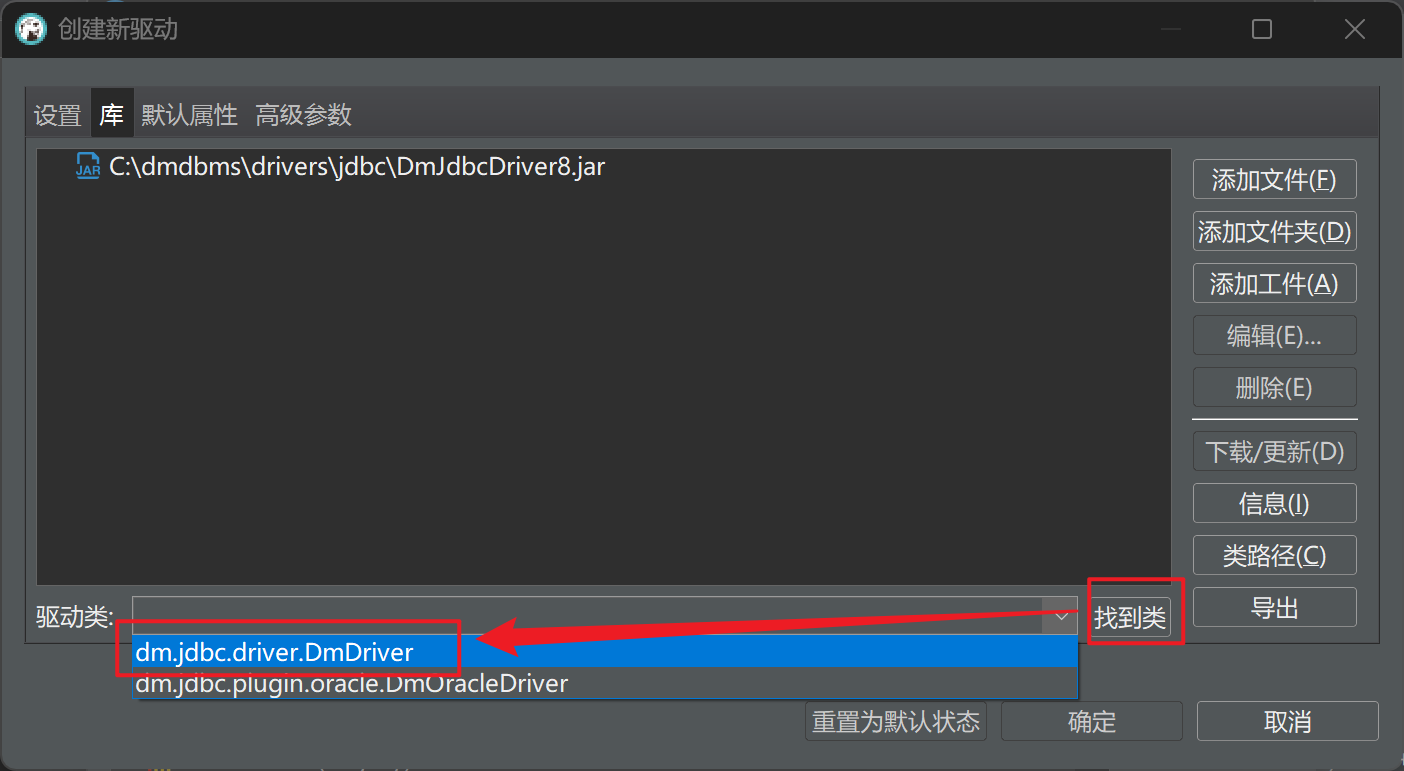 创建新驱动
设置 库 默认属性 高级参数
JAR C:\dmdbms\drivers\jdbc\DmJdbcDriver8.jar
添加文件(F)
添加文件夹(D)
添加工件(A)
编辑(E)...
删除(E)
下载/更新(D)
信息(I)
类路径(C)
导出
驱动类: 找到类
dm.jdbc.driver.DmDriver
dm.jdbc.plugin.oracle.DmOracleDriver
重置为默认状态 确定 取消